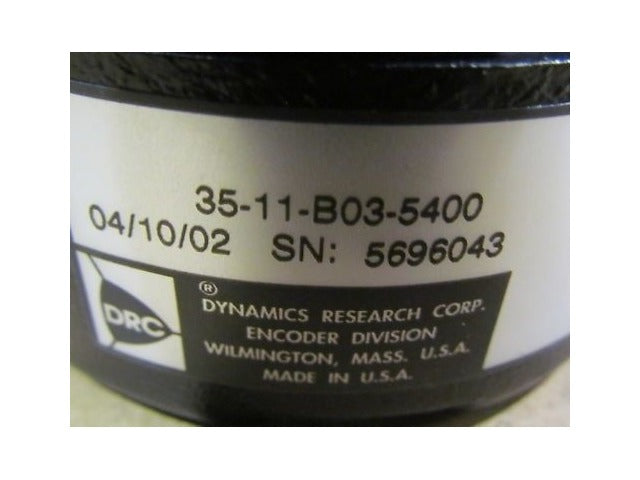 35-11-B03-5400
04/10/02 SN: 5696043
DRC
®
DYNAMICS RESEARCH CORP.
ENCODER DIVISION
WILMINGTON, MASS. U.S.A.
MADE IN U.S.A.